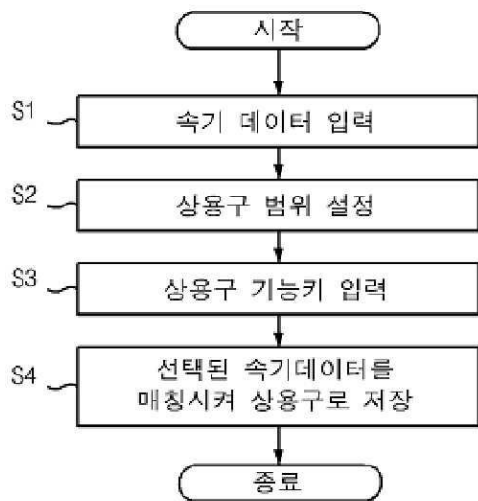 시작
S1
속기 데이터 입력
S2
상용구 범위 설정
S3
상용구 기능키 입력
S4
선택된 속기데이터를
매칭시켜 상용구로 저장
종료